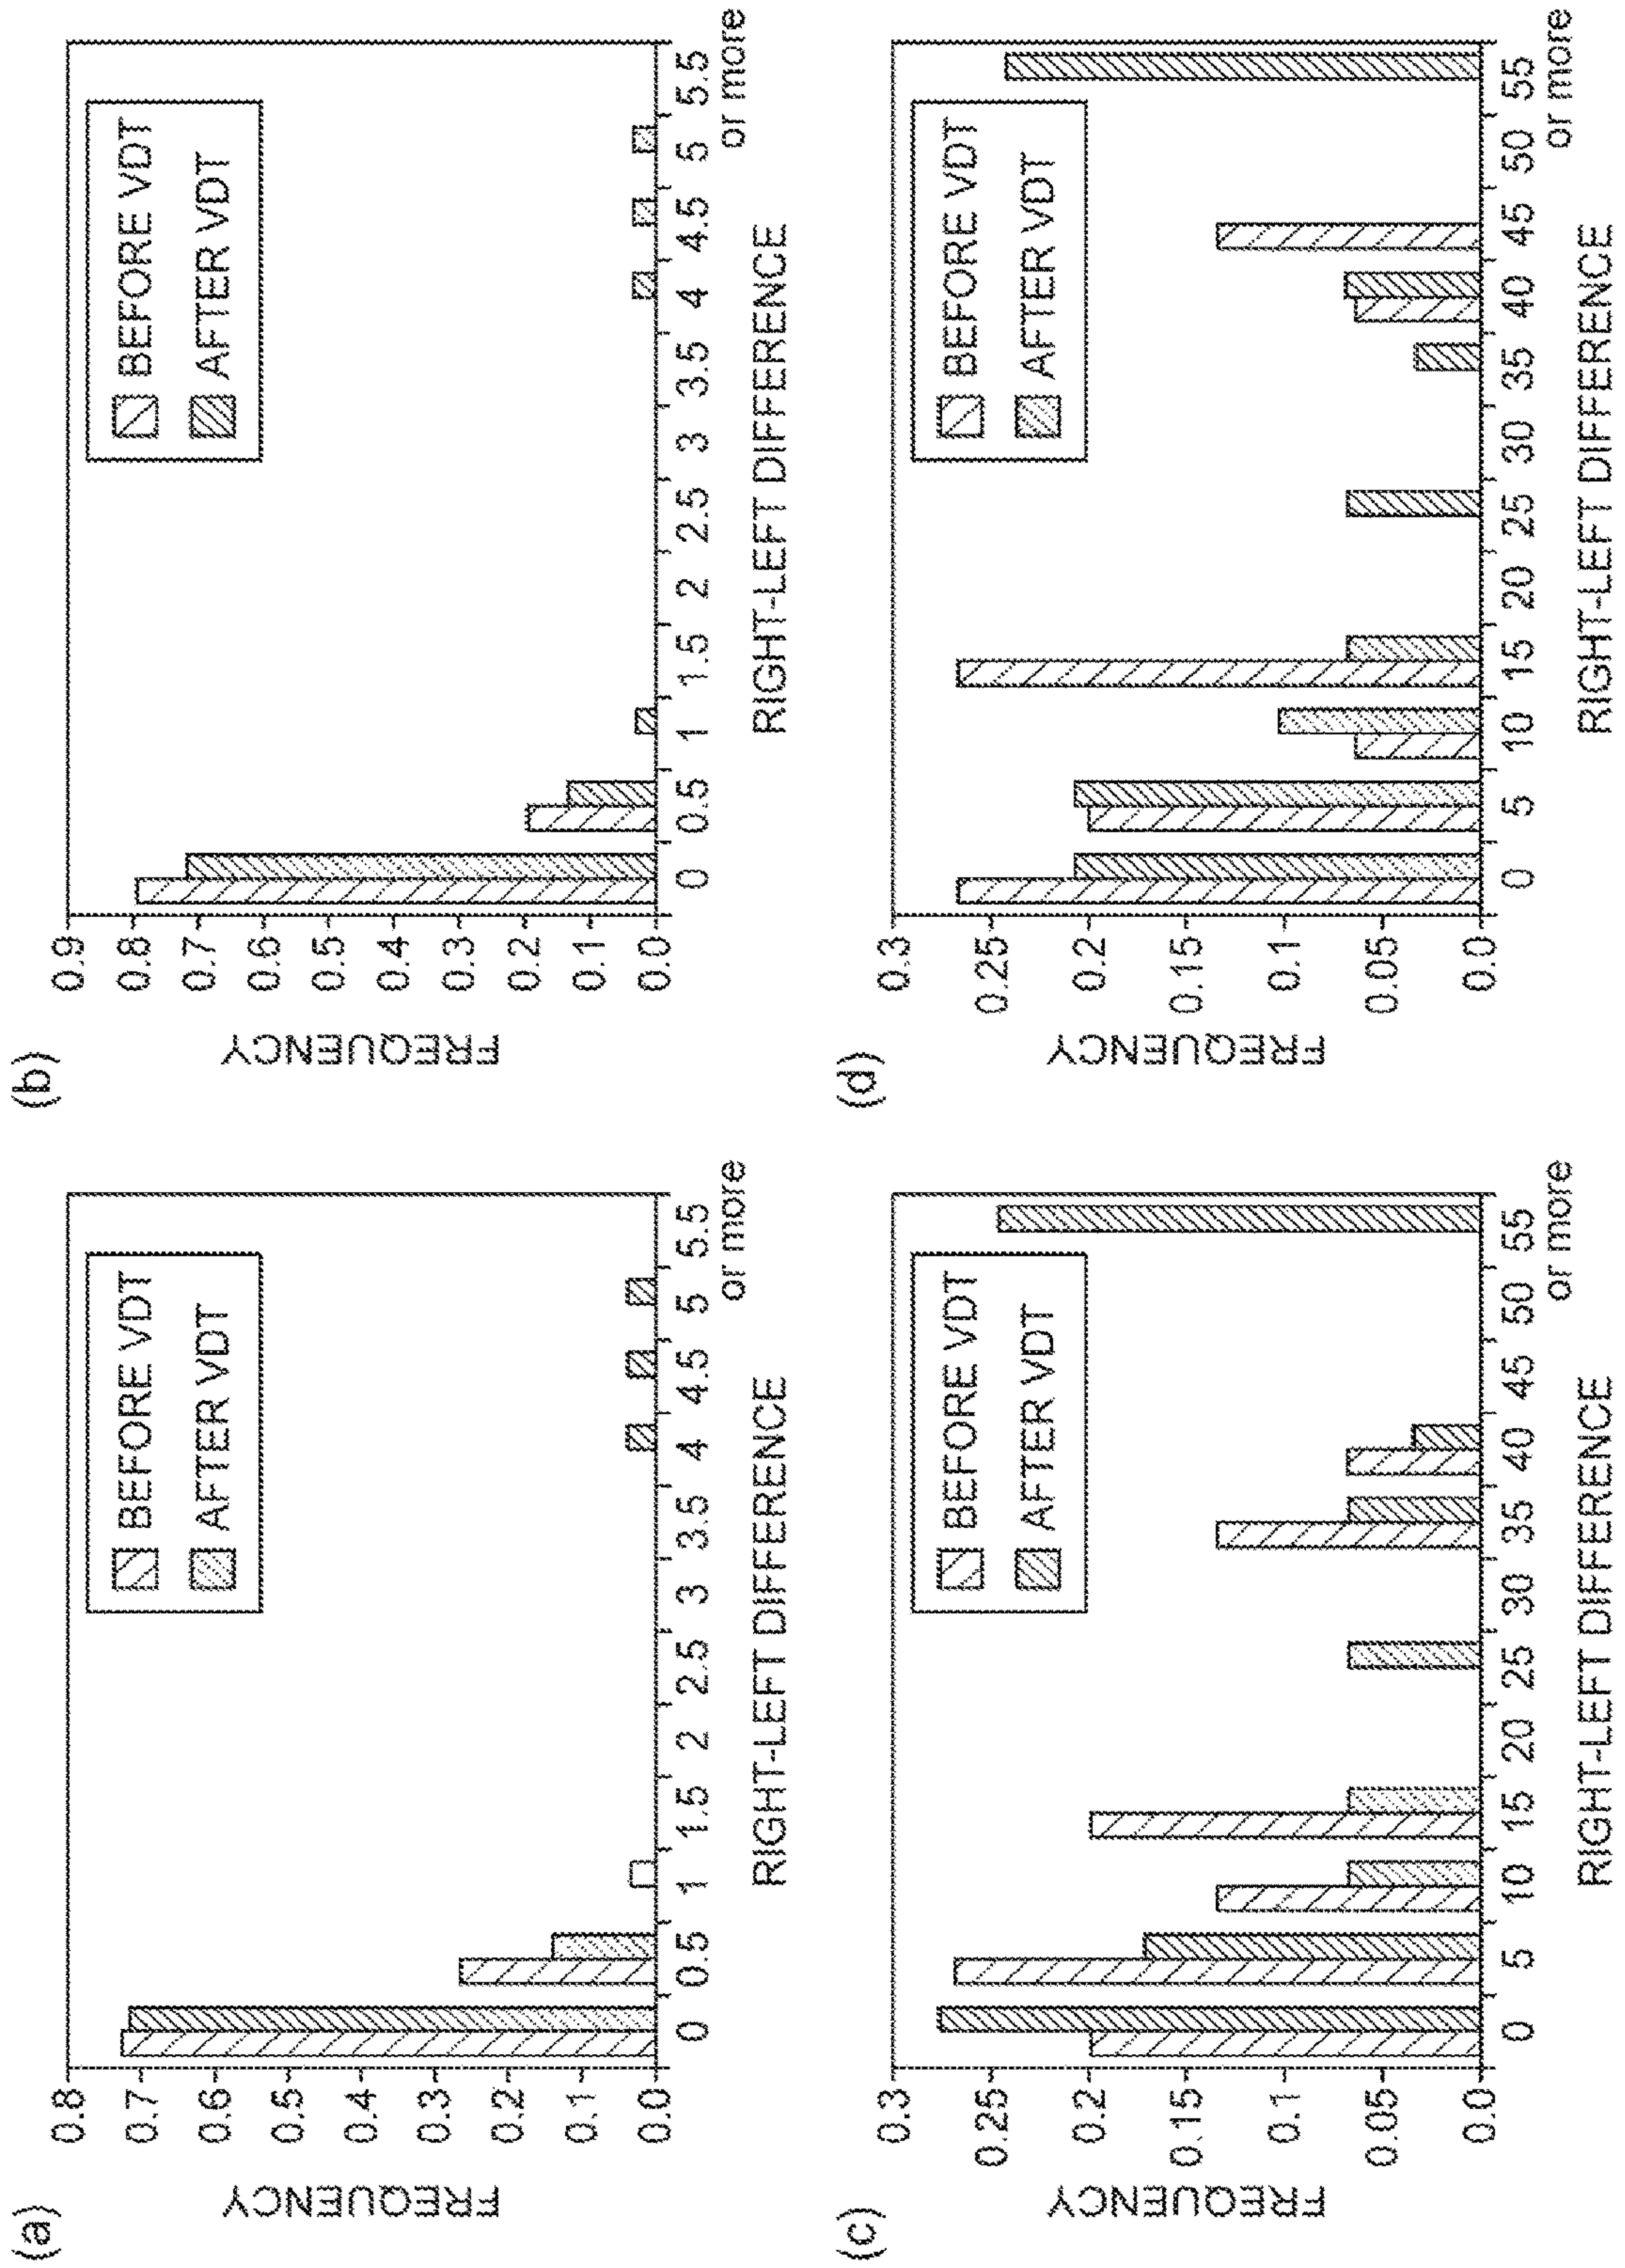 (a)
FREQUENCY
0.8
0.7
0.6
0.5
0.4
0.3
0.2
0.1
0.0
BEFORE VDT
AFTER VDT
0 0.5 1 1.5 2 2.5 3 3.5 4 4.5 5 5.5
or more
RIGHT-LEFT DIFFERENCE
(b)
FREQUENCY
0.9
0.8
0.7
0.6
0.5
0.4
0.3
0.2
0.1
0.0
BEFORE VDT
AFTER VDT
0 0.5 1 1.5 2 2.5 3 3.5 4 4.5 5 5.5
or more
RIGHT-LEFT DIFFERENCE
(c)
FREQUENCY
0.3
0.25
0.2
0.15
0.1
0.05
0.0
BEFORE VDT
AFTER VDT
0 5 10 15 20 25 30 35 40 45 50 55
or more
RIGHT-LEFT DIFFERENCE
(d)
FREQUENCY
0.3
0.25
0.2
0.15
0.1
0.05
0.0
BEFORE VDT
AFTER VDT
0 5 10 15 20 25 30 35 40 45 50 55
or more
RIGHT-LEFT DIFFERENCE